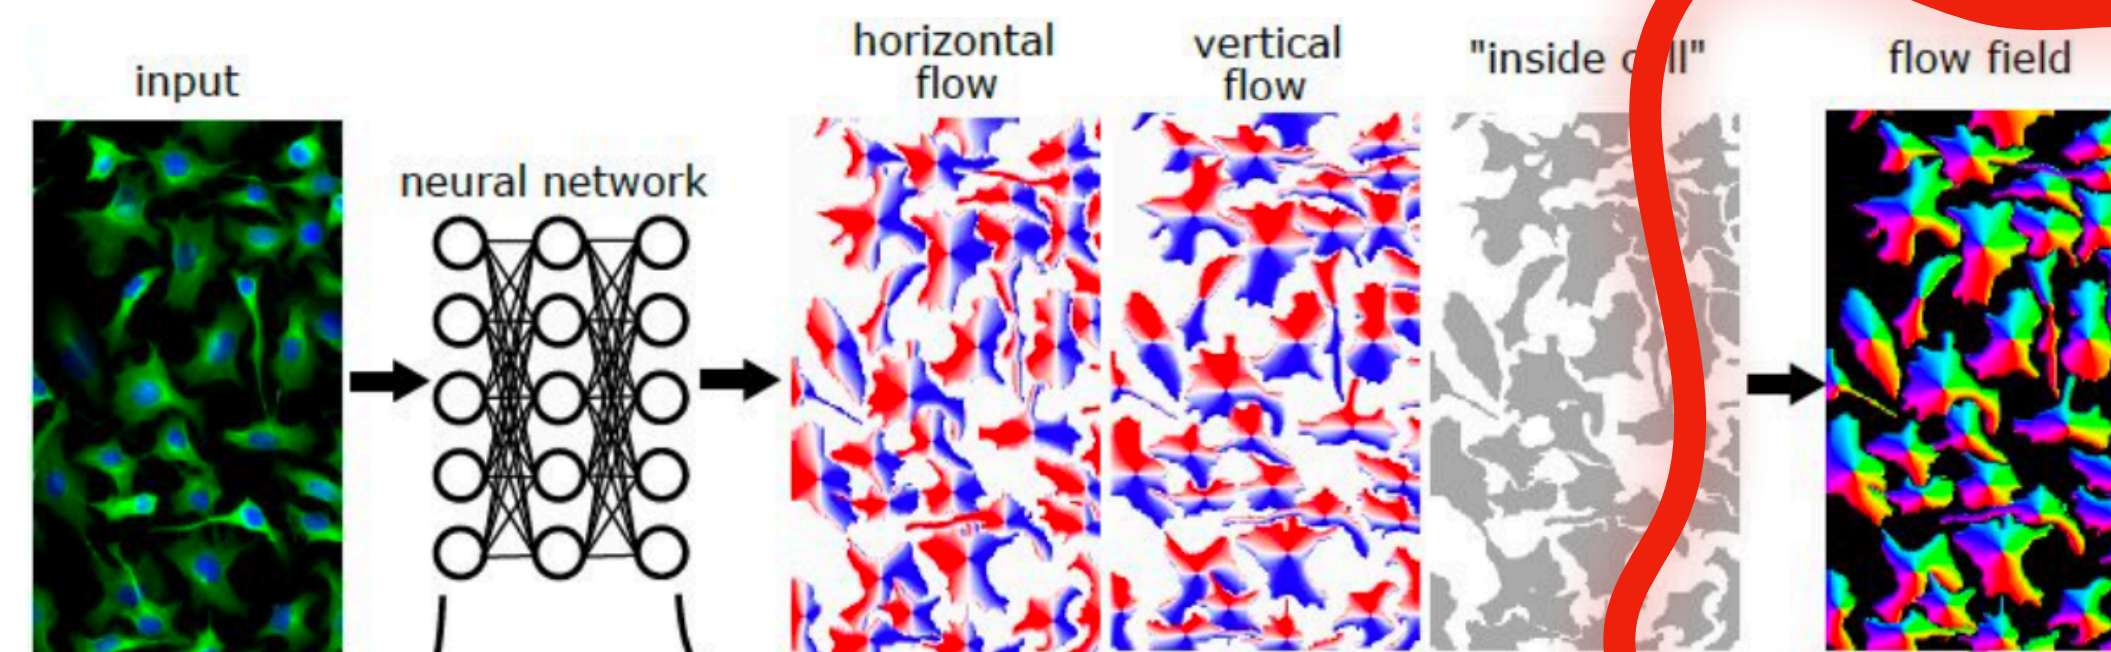 input
neural network
horizontal
flow
vertical
flow
"inside
flow field